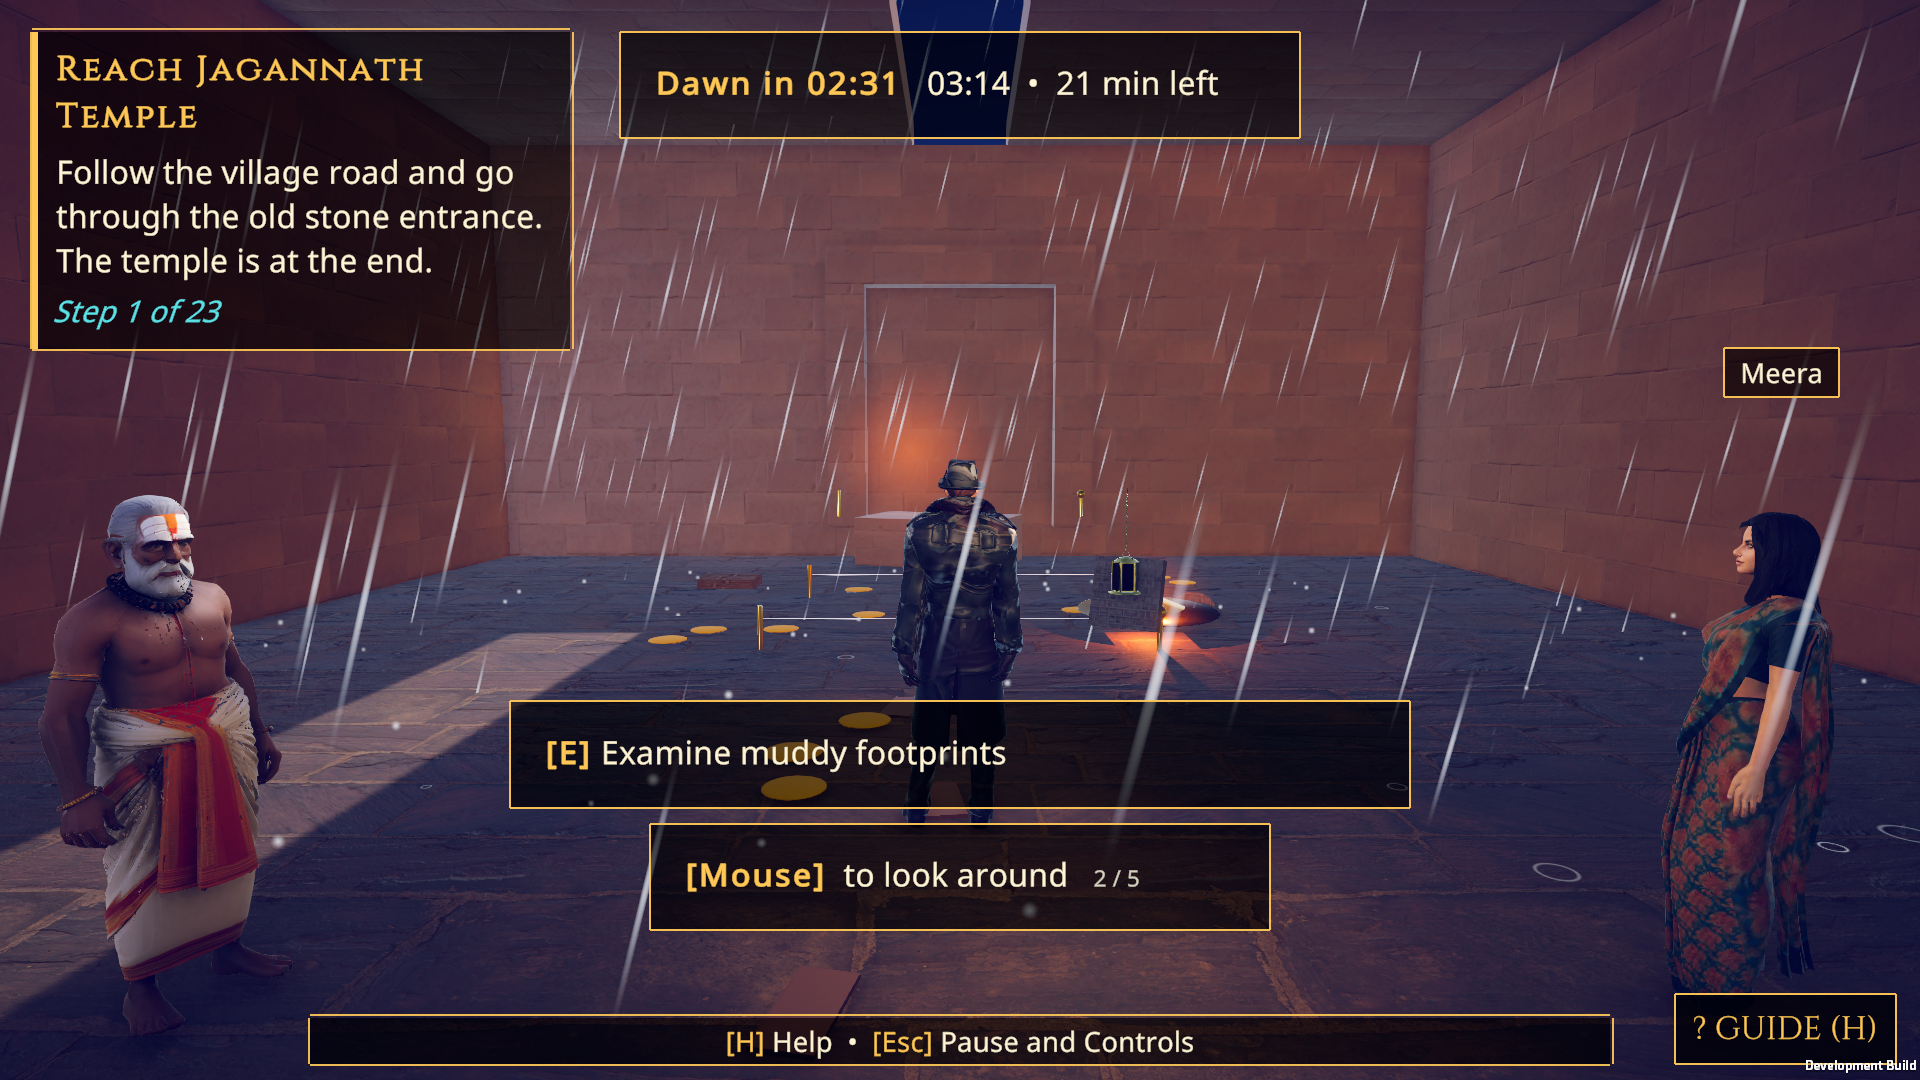 REACH JAGANNATH
TEMPLE
Follow the village road and go
through the old stone entrance.
The temple is at the end.
Step 1 of 23
Dawn in 02:31 03:14 • 21 min left
Meera
[E] Examine muddy footprints
[Mouse] to look around 2 / 5
[H] Help • [Esc] Pause and Controls
? GUIDE (H)
Development Build